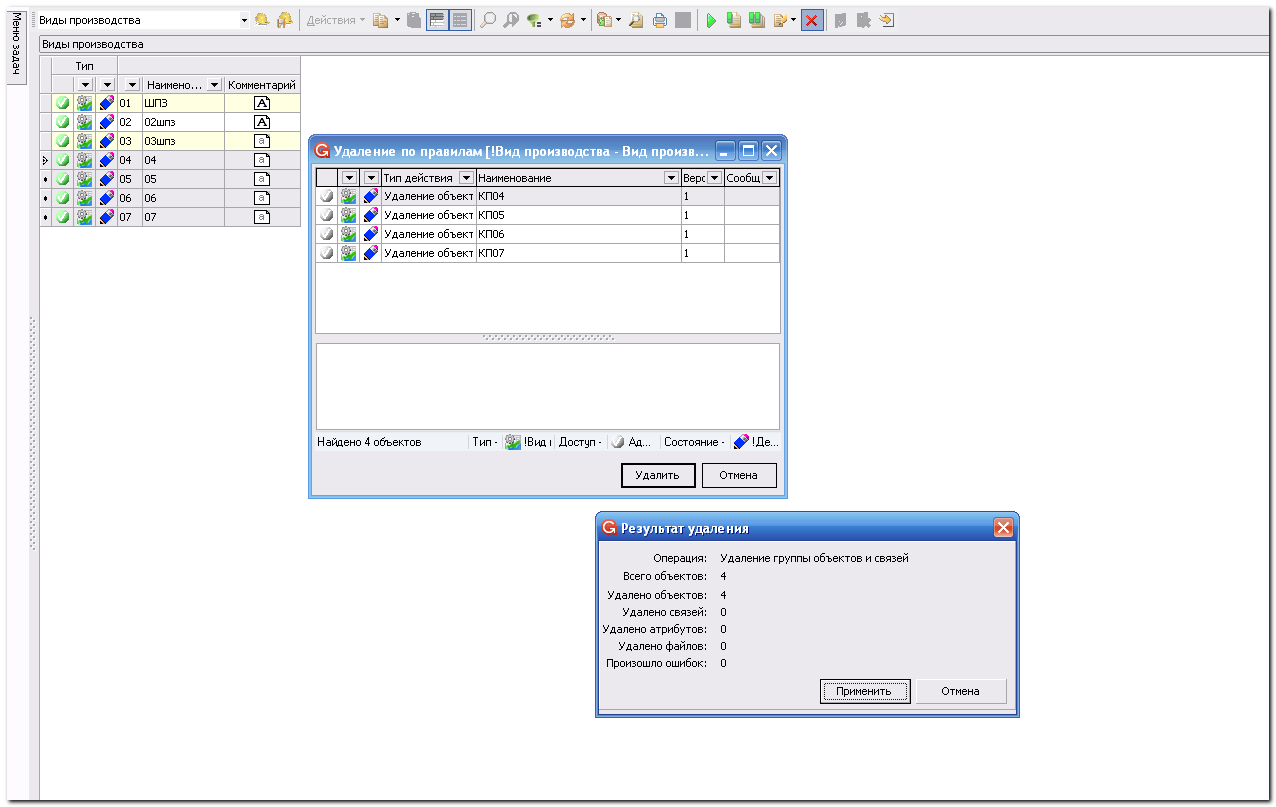 Меню задач
Виды производства
Действия
Виды производства
Тип
Наимено... Комментарий
01 ШПЗ A
02 02шпз A
03 03шпз a
04 04 a
05 05 a
06 06 a
07 07 a
Удаление по правилам [!Вид производства - Вид произв...
Тип действия Наименование Верс Сообщ
Удаление объект КП04 1
Удаление объект КП05 1
Удаление объект КП06 1
Удаление объект КП07 1
Найдено 4 объектов Тип - !Вид Доступ - Ад... Состояние - !Де...
Удалить Отмена
Результат удаления
Операция: Удаление группы объектов и связей
Всего объектов: 4
Удалено объектов: 4
Удалено связей: 0
Удалено атрибутов: 0
Удалено файлов: 0
Произошло ошибок: 0
Применить Отмена